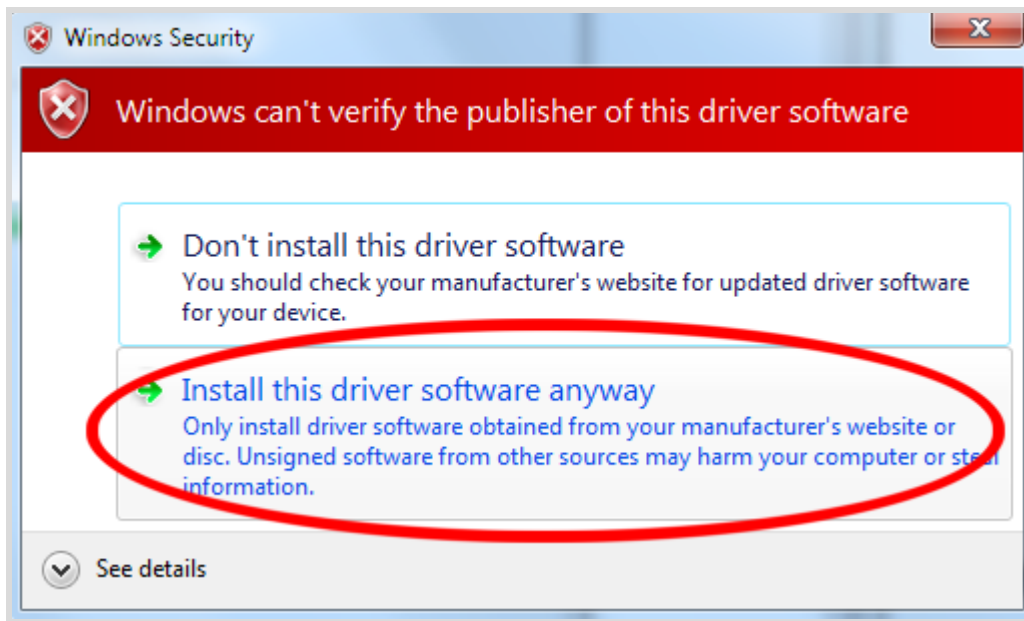 Windows Security
Windows can't verify the publisher of this driver software
Don't install this driver software
You should check your manufacturer's website for updated driver software
for your device.
Install this driver software anyway
Only install driver software obtained from your manufacturer's website or
disc. Unsigned software from other sources may harm your computer or steal
information.
See details